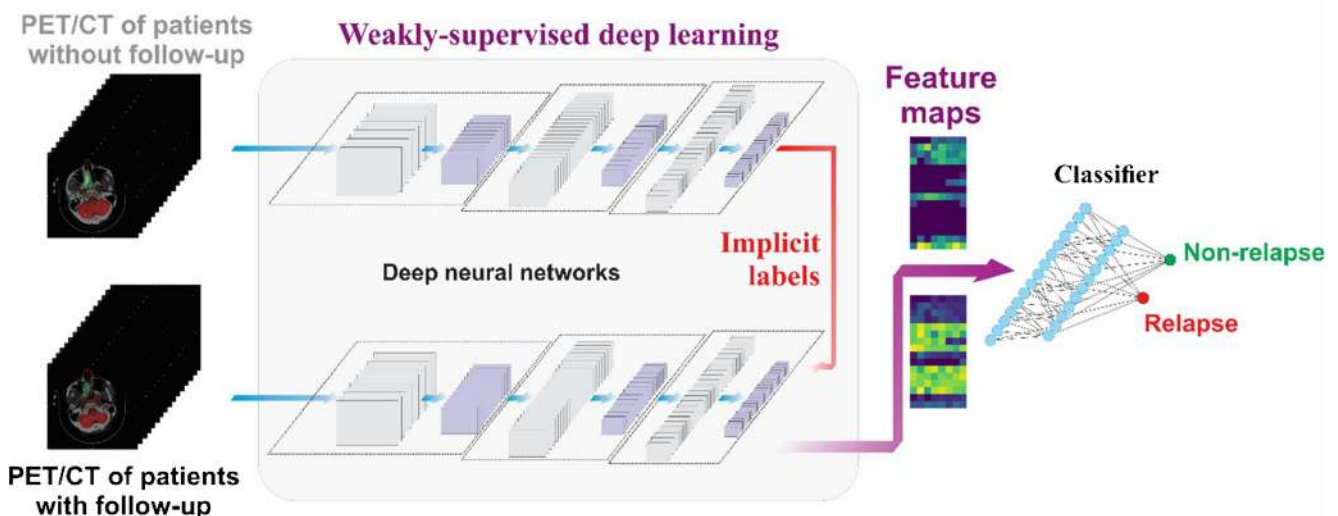 PET/CT of patients
without follow-up
Weakly-supervised deep learning
Feature
maps
Classifier
Implicit
labels
Deep neural networks
Non-relapse
Relapse
PET/CT of patients
with follow-up